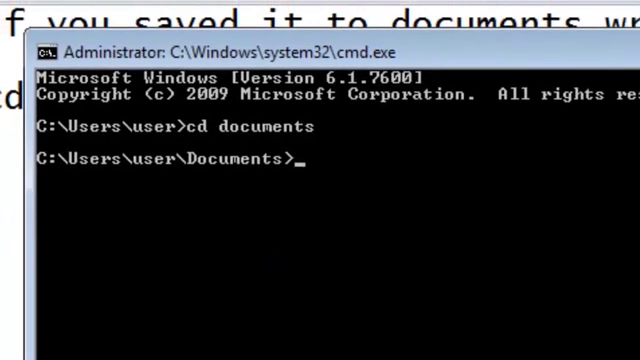 f you saved it to documents wr
Administrator: C:\Windows\system32\cmd.exe
cd
Microsoft Windows [Version 6.1.7600]
Copyright (c) 2009 Microsoft Corporation. All rights res
C:\Users\user>cd documents
C:\Users\user\Documents>_